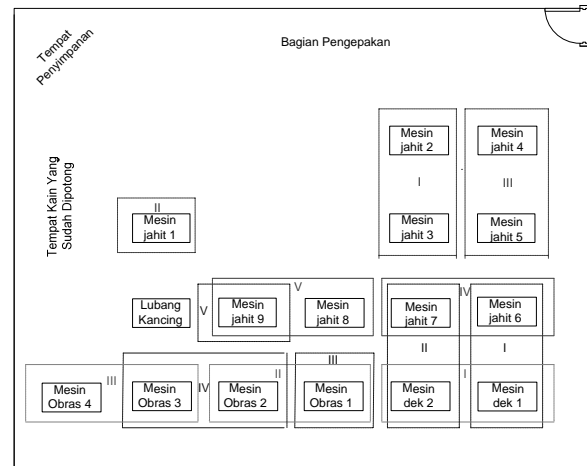 Tempat
Penyimpanan
Bagian Pengepakan
Mesin
jahit 2
Mesin
jahit 4
I
III
Tempat Kain Yang
Sudah Dipotong
II
Mesin
jahit 1
Mesin
jahit 3
Mesin
jahit 5
V
IV
Lubang
Kancing
V
Mesin
jahit 9
Mesin
jahit 8
Mesin
jahit 7
Mesin
jahit 6
II
I
III
III
IV
II
I
Mesin
Obras 4
Mesin
Obras 3
Mesin
Obras 2
Mesin
Obras 1
Mesin
dek 2
Mesin
dek 1